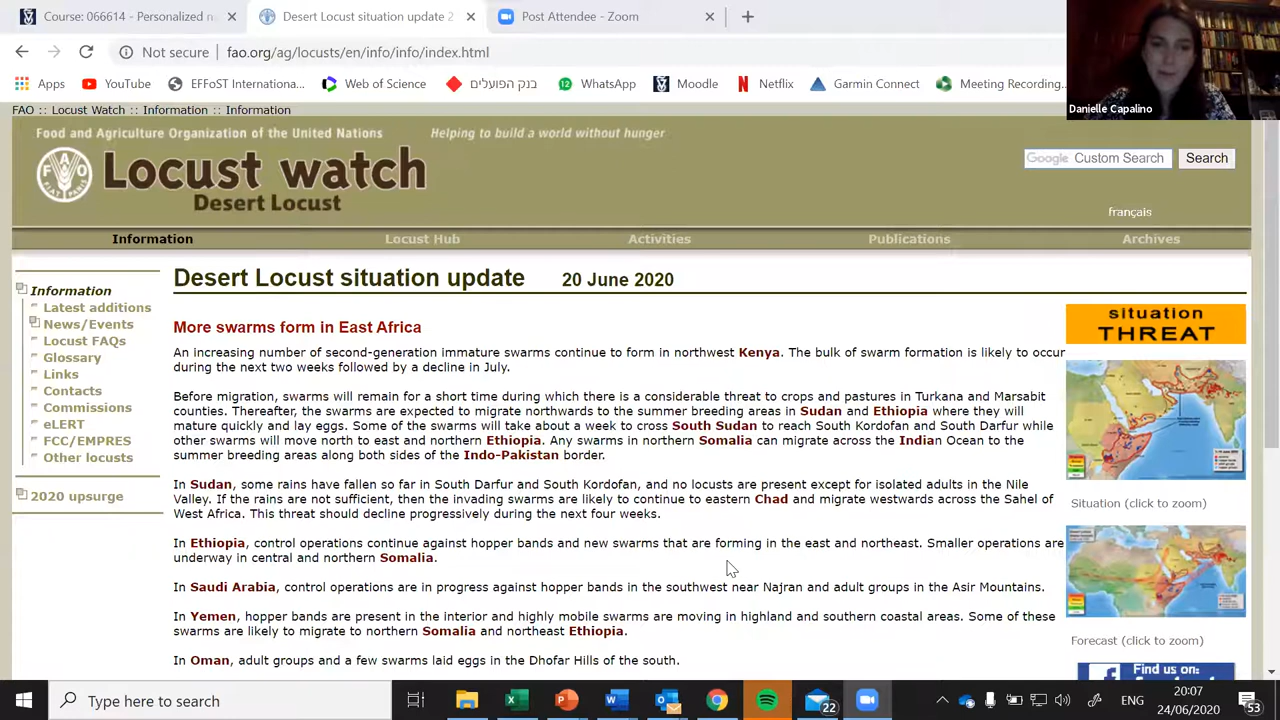 Course: 066614 - Personalized n
Desert Locust situation update 2
Post Attendee - Zoom
Not secure
fao.org/ag/locusts/en/info/info/index.html
Apps
YouTube
EFFoST Internationa...
Web of Science
בנק הפועלים
WhatsApp
Moodle
Netflix
Garmin Connect
Meeting Recording...
Danielle Capalino
FAO :: Locust Watch :: Information :: Information
Food and Agriculture Organization of the United Nations
Helping to build a world without hunger
Locust watch
Desert Locust
Google Custom Search
Search
français
Information
Locust Hub
Activities
Publications
Archives
Information
Latest additions
News/Events
Locust FAQs
Glossary
Links
Contacts
Commissions
eLERT
FCC/EMPRES
Other locusts
2020 upsurge
Desert Locust situation update 20 June 2020
More swarms form in East Africa
An increasing number of second-generation immature swarms continue to form in northwest Kenya. The bulk of swarm formation is likely to occur
during the next two weeks followed by a decline in July.
Before migration, swarms will remain for a short time during which there is a considerable threat to crops and pastures in Turkana and Marsabit
counties. Thereafter, the swarms are expected to migrate northwards to the summer breeding areas in Sudan and Ethiopia where they will
mature quickly and lay eggs. Some of the swarms will take about a week to cross South Sudan to reach South Kordofan and South Darfur while
other swarms will move north to east and northern Ethiopia. Any swarms in northern Somalia can migrate across the Indian Ocean to the
summer breeding areas along both sides of the Indo-Pakistan border.
In Sudan, some rains have fallen so far in South Darfur and South Kordofan, and no locusts are present except for isolated adults in the Nile
Valley. If the rains are not sufficient, then the invading swarms are likely to continue to eastern Chad and migrate westwards across the Sahel of
West Africa. This threat should decline progressively during the next four weeks.
In Ethiopia, control operations continue against hopper bands and new swarms that are forming in the east and northeast. Smaller operations are
underway in central and northern Somalia.
In Saudi Arabia, control operations are in progress against hopper bands in the southwest near Najran and adult groups in the Asir Mountains.
In Yemen, hopper bands are present in the interior and highly mobile swarms are moving in highland and southern coastal areas. Some of these
swarms are likely to migrate to northern Somalia and northeast Ethiopia.
In Oman, adult groups and a few swarms laid eggs in the Dhofar Hills of the south.
situation
THREAT
Situation (click to zoom)
Forecast (click to zoom)
Find us on:
Type here to search
22
ENG
20:07
24/06/2020
53